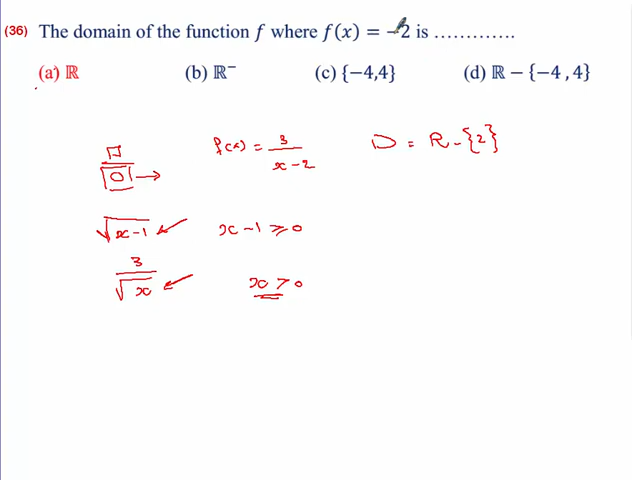 (36) The domain of the function f where f(x) = −2 is .............
(a) ℝ (b) ℝ⁻ (c) {−4,4} (d) ℝ − {−4 , 4}
f(x) = 3/(x−2) D = R − {2}
□/0 →
√(x−1) x−1 ≥ 0
3/√x x > 0